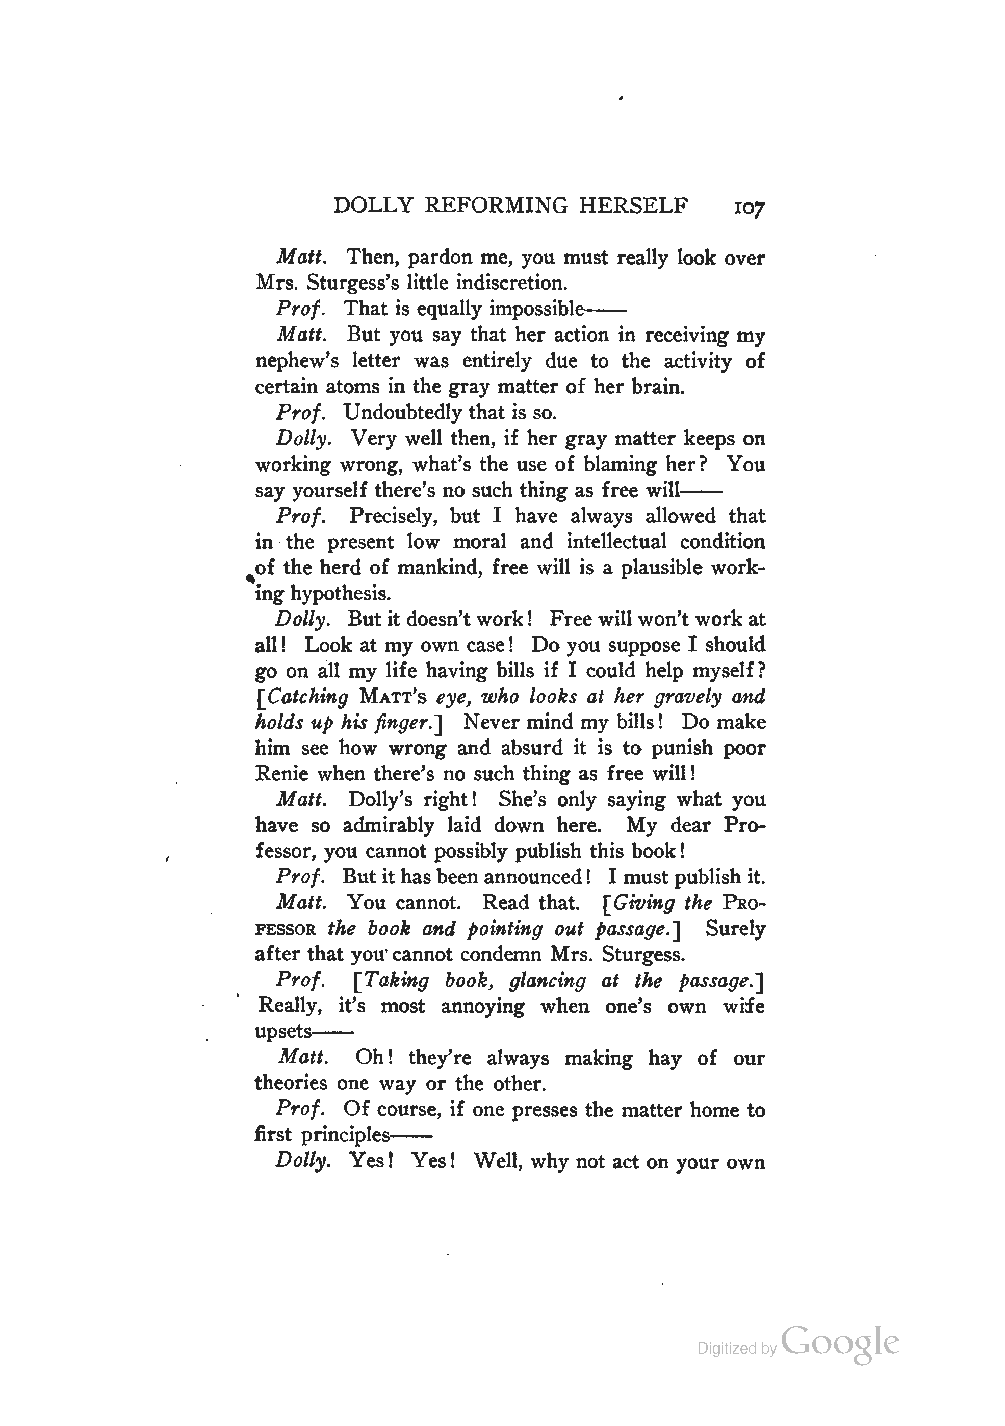 DOLLY REFORMING HERSELF 107
Matt. Then, pardon me, you must really look over
Mrs. Sturgess's little indiscretion.
Prof. That is equally impossible——
Matt. But you say that her action in receiving my
nephew's letter was entirely due to the activity of
certain atoms in the gray matter of her brain.
Prof. Undoubtedly that is so.
Dolly. Very well then, if her gray matter keeps on
working wrong, what's the use of blaming her? You
say yourself there's no such thing as free will——
Prof. Precisely, but I have always allowed that
in the present low moral and intellectual condition
of the herd of mankind, free will is a plausible work-
ing hypothesis.
Dolly. But it doesn't work! Free will won't work at
all! Look at my own case! Do you suppose I should
go on all my life having bills if I could help myself?
[Catching MATT's eye, who looks at her gravely and
holds up his finger.] Never mind my bills! Do make
him see how wrong and absurd it is to punish poor
Renie when there's no such thing as free will!
Matt. Dolly's right! She's only saying what you
have so admirably laid down here. My dear Pro-
fessor, you cannot possibly publish this book!
Prof. But it has been announced! I must publish it.
Matt. You cannot. Read that. [Giving the PRO-
FESSOR the book and pointing out passage.] Surely
after that you cannot condemn Mrs. Sturgess.
Prof. [Taking book, glancing at the passage.]
Really, it's most annoying when one's own wife
upsets——
Matt. Oh! they're always making hay of our
theories one way or the other.
Prof. Of course, if one presses the matter home to
first principles——
Dolly. Yes! Yes! Well, why not act on your own
Digitized by Google